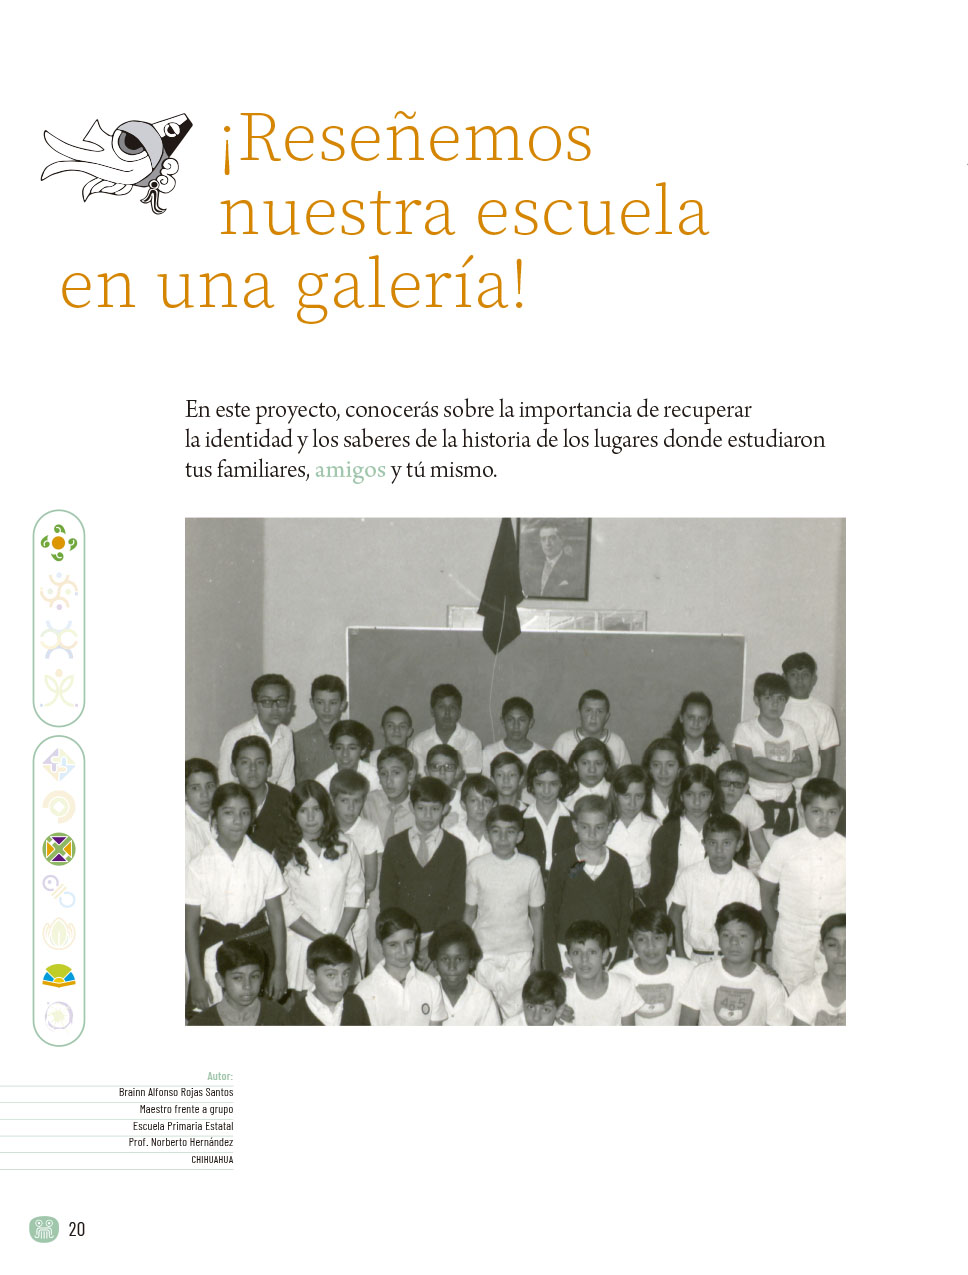 ¡Reseñemos
nuestra escuela
en una galería!
En este proyecto, conocerás sobre la importancia de recuperar
la identidad y los saberes de la historia de los lugares donde estudiaron
tus familiares, amigos y tú mismo.
465
Autor:
Brainn Alfonso Rojas Santos
Maestro frente a grupo
Escuela Primaria Estatal
Prof. Norberto Hernández
CHIHUAHUA
20